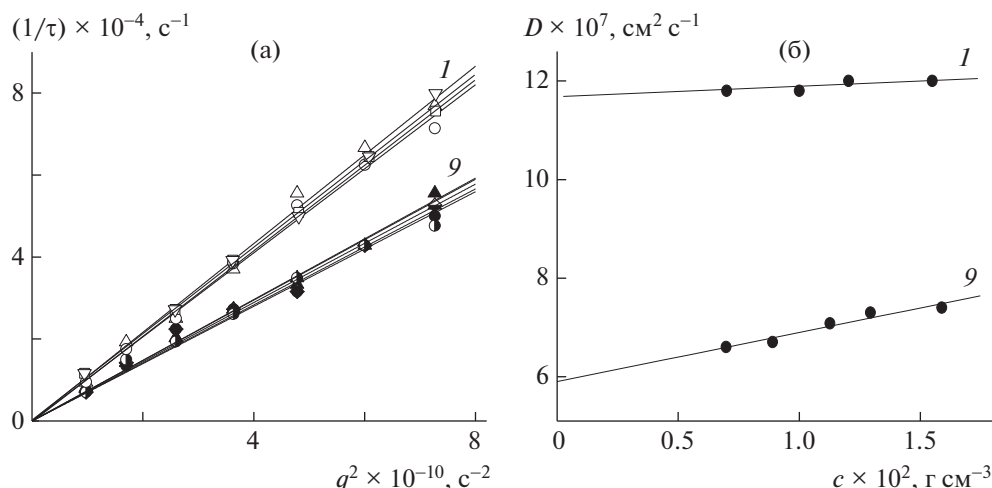 (1/τ) × 10⁻⁴, с⁻¹
(а)
1
8
9
4
0
4
8
q² × 10⁻¹⁰, с⁻²
D × 10⁷, см² с⁻¹
(б)
1
12
10
8
9
6
0
0.5
1.0
1.5
c × 10², г см⁻³